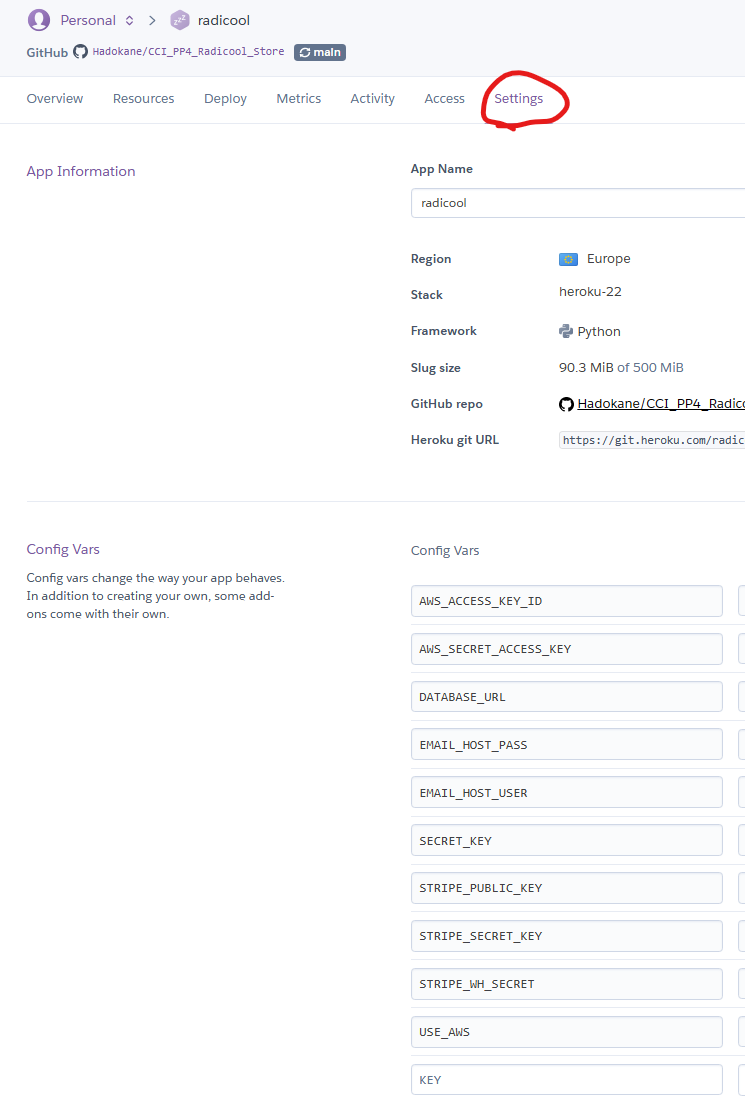 Personal radicool
GitHub Hadokane/CCI_PP4_Radicool_Store main
Overview Resources Deploy Metrics Activity Access Settings
App Information
App Name
radicool
Region Europe
Stack heroku-22
Framework Python
Slug size 90.3 MiB of 500 MiB
GitHub repo Hadokane/CCI_PP4_Radico
Heroku git URL https://git.heroku.com/radic
Config Vars
Config vars change the way your app behaves.
In addition to creating your own, some add-
ons come with their own.
Config Vars
AWS_ACCESS_KEY_ID
AWS_SECRET_ACCESS_KEY
DATABASE_URL
EMAIL_HOST_PASS
EMAIL_HOST_USER
SECRET_KEY
STRIPE_PUBLIC_KEY
STRIPE_SECRET_KEY
STRIPE_WH_SECRET
USE_AWS
KEY